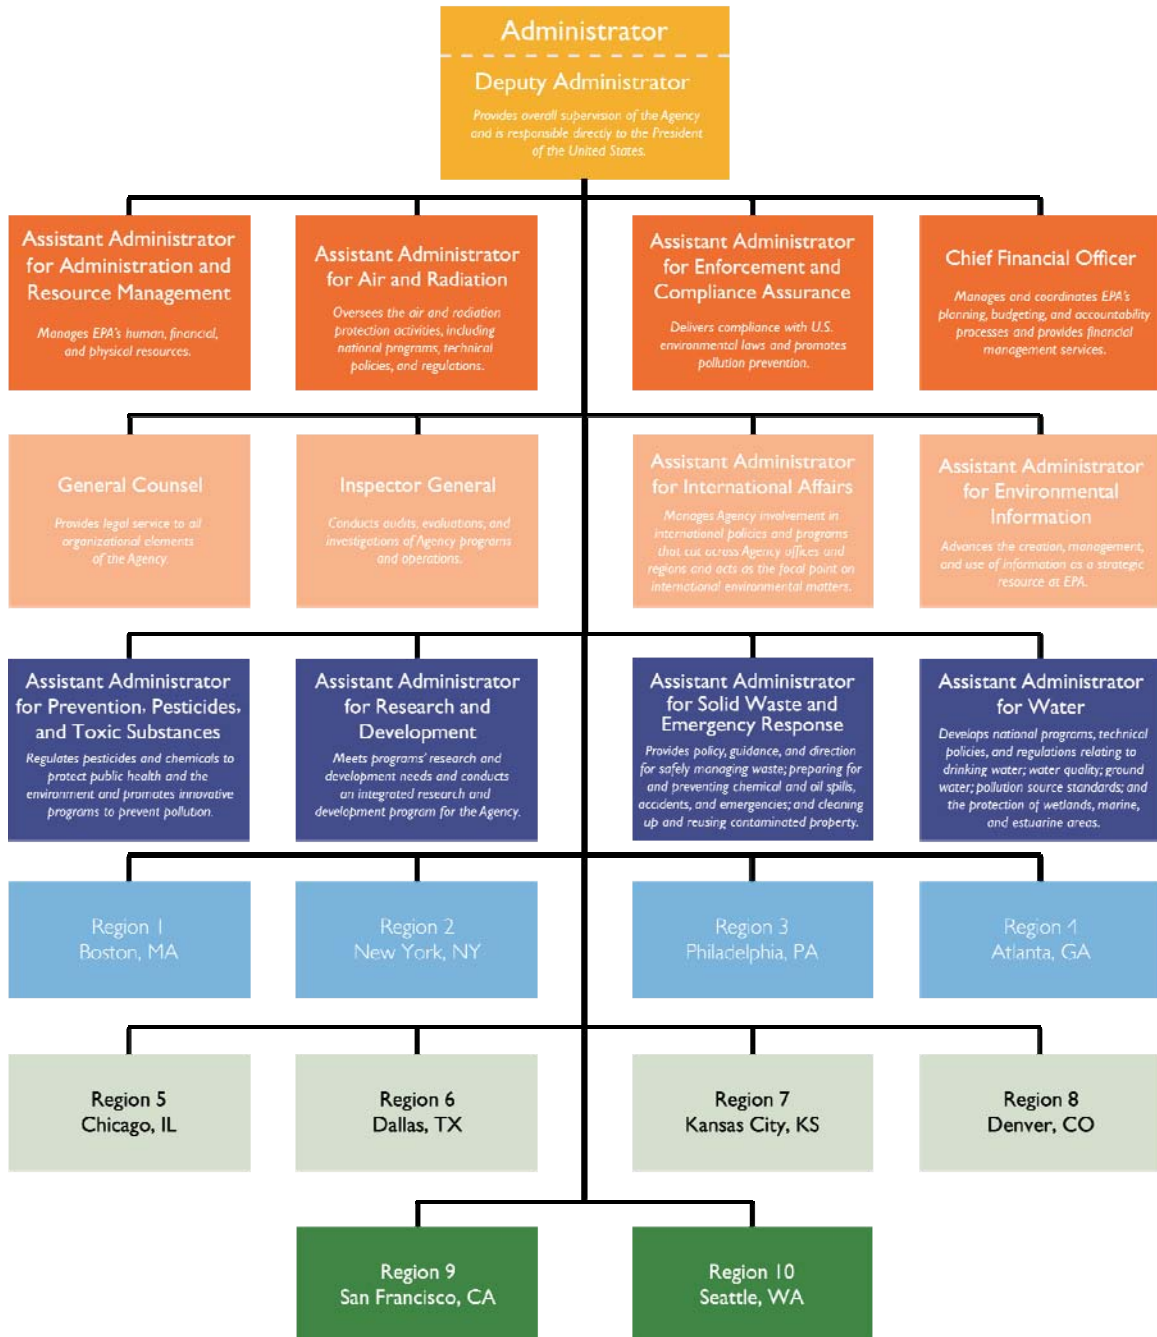 Administrator
Deputy Administrator
Provides overall supervision of the Agency
and is responsible directly to the President
of the United States.
Assistant Administrator
for Administration and
Resource Management
Manages EPA's human, financial,
and physical resources.
Assistant Administrator
for Air and Radiation
Oversees the air and radiation
protection activities, including
national programs, technical
policies, and regulations.
Assistant Administrator
for Enforcement and
Compliance Assurance
Delivers compliance with U.S.
environmental laws and promotes
pollution prevention.
Chief Financial Officer
Manages and coordinates EPA's
planning, budgeting, and accountability
processes and provides financial
management services.
General Counsel
Provides legal service to all
organizational elements
of the Agency.
Inspector General
Conducts audits, evaluations, and
investigations of Agency programs
and operations.
Assistant Administrator
for International Affairs
Manages Agency involvement in
international policies and programs
that cut across Agency offices and
regions and acts as the focal point on
international environmental matters.
Assistant Administrator
for Environmental
Information
Advances the creation, management,
and use of information as a strategic
resource at EPA.
Assistant Administrator
for Prevention, Pesticides,
and Toxic Substances
Regulates pesticides and chemicals to
protect public health and the
environment and promotes innovative
programs to prevent pollution.
Assistant Administrator
for Research and
Development
Meets programs' research and
development needs and conducts
an integrated research and
development program for the Agency.
Assistant Administrator
for Solid Waste and
Emergency Response
Provides policy, guidance, and direction
for safely managing waste; preparing for
and preventing chemical and oil spills,
accidents, and emergencies; and cleaning
up and reusing contaminated property.
Assistant Administrator
for Water
Develops national programs, technical
policies, and regulations relating to
drinking water; water quality; ground
water; pollution source standards; and
the protection of wetlands, marine,
and estuarine areas.
Region 1
Boston, MA
Region 2
New York, NY
Region 3
Philadelphia, PA
Region 4
Atlanta, GA
Region 5
Chicago, IL
Region 6
Dallas, TX
Region 7
Kansas City, KS
Region 8
Denver, CO
Region 9
San Francisco, CA
Region 10
Seattle, WA